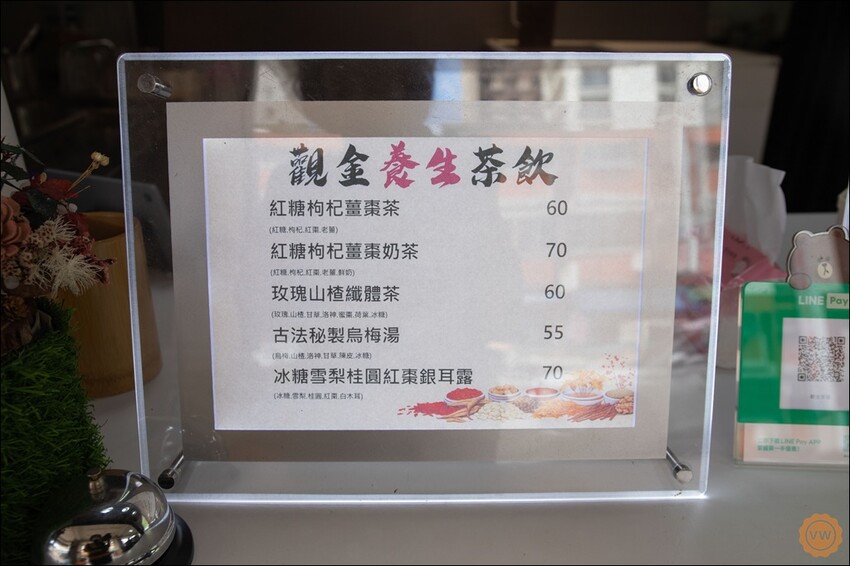 觀金養生茶飲
紅糖枸杞薑棗茶 60
(紅糖,枸杞,紅棗,老薑)
紅糖枸杞薑棗奶茶 70
(紅糖,枸杞,紅棗,老薑,鮮奶)
玫瑰山楂纖體茶 60
(玫瑰,山楂,甘草,洛神,蜜棗,荷葉,冰糖)
古法秘製烏梅湯 55
(烏梅,山楂,洛神,甘草,陳皮,冰糖)
冰糖雪梨桂圓紅棗銀耳露 70
(冰糖,雪梨,桂圓,紅棗,白木耳)
LINE Pay
VW